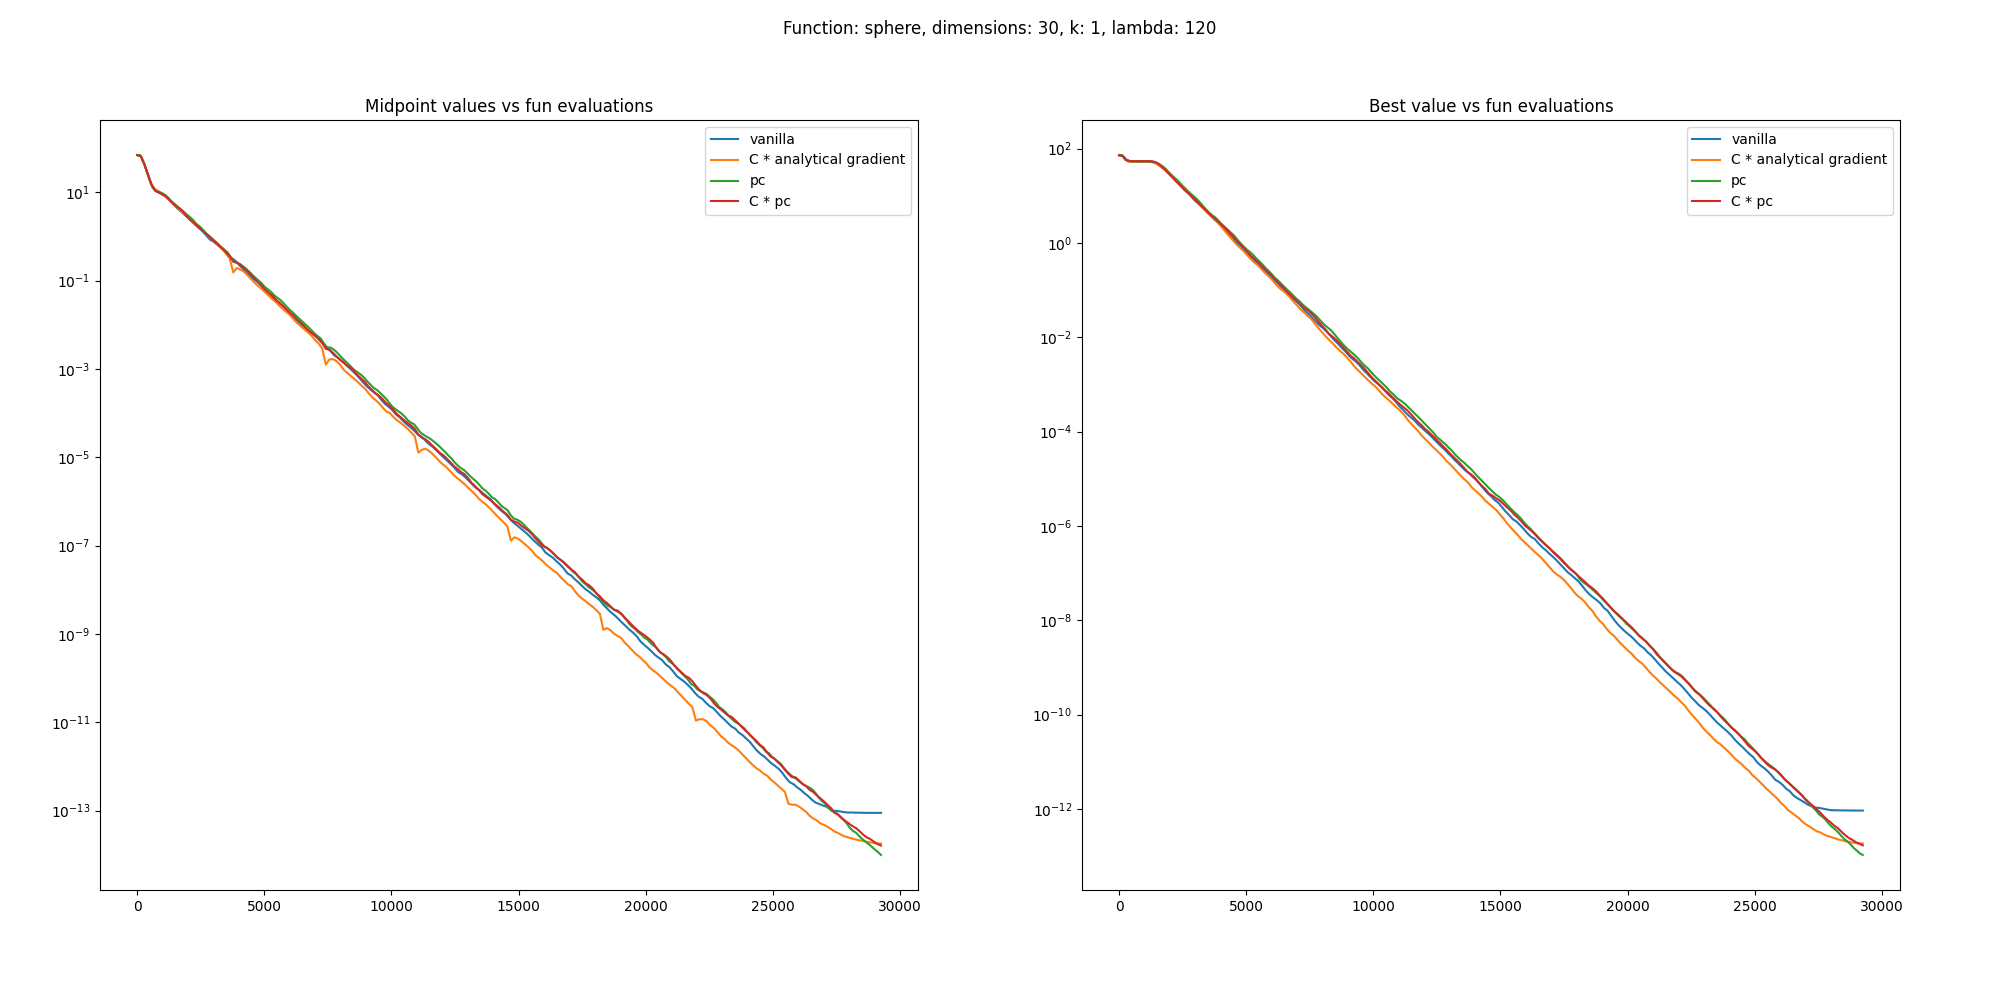 Function: sphere, dimensions: 30, k: 1, lambda: 120
Midpoint values vs fun evaluations
vanilla
C * analytical gradient
pc
C * pc
10^1
10^-1
10^-3
10^-5
10^-7
10^-9
10^-11
10^-13
0 5000 10000 15000 20000 25000 30000
Best value vs fun evaluations
vanilla
C * analytical gradient
pc
C * pc
10^2
10^0
10^-2
10^-4
10^-6
10^-8
10^-10
10^-12
0 5000 10000 15000 20000 25000 30000